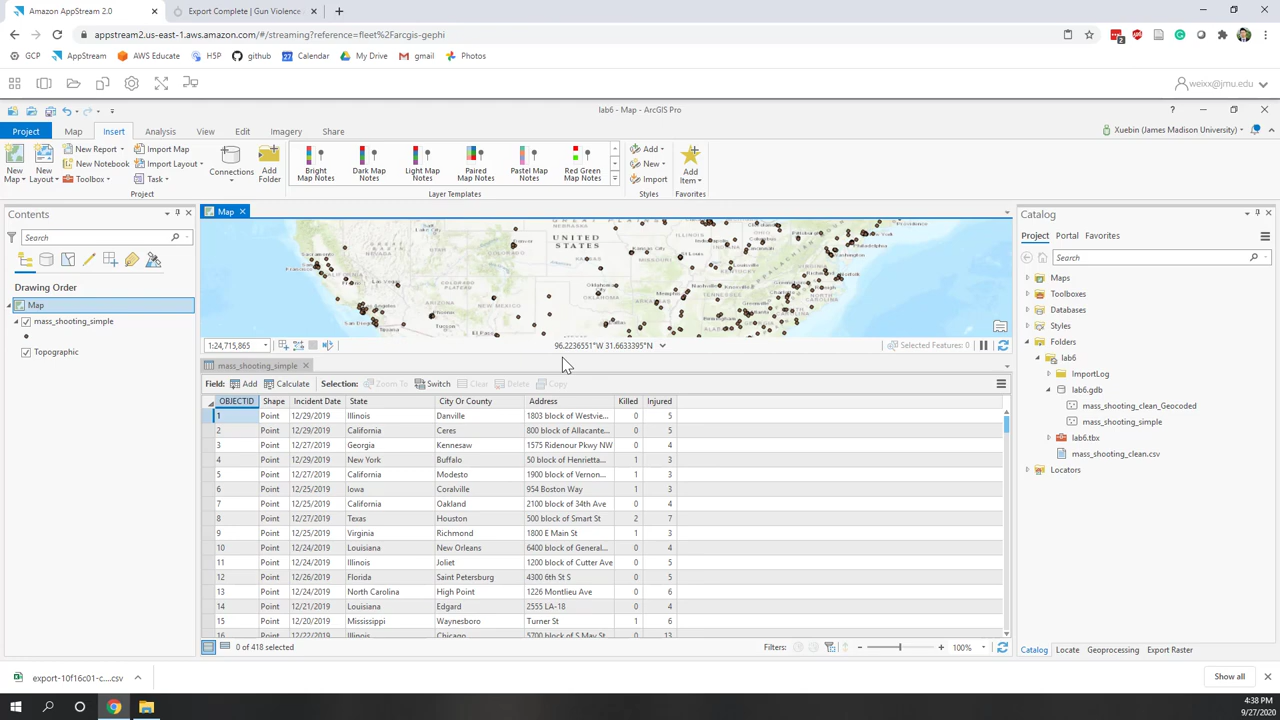 Amazon AppStream 2.0
Export Complete | Gun Violence
appstream2.us-east-1.aws.amazon.com/#/streaming?reference=fleet%2Farcgis-gephi
GCP
AppStream
AWS Educate
H5P
github
Calendar
My Drive
gmail
Photos
weixx@jmu.edu
lab6 - Map - ArcGIS Pro
Project Map Insert Analysis View Edit Imagery Share
Xuebin (James Madison University)
New Map
New Layout
New Report
New Notebook
Toolbox
Import Map
Import Layout
Task
Project
Connections
Add Folder
Bright Map Notes
Dark Map Notes
Light Map Notes
Paired Map Notes
Pastel Map Notes
Red Green Map Notes
Layer Templates
Add
New
Import
Styles
Add Item
Favorites
Contents
Search
Drawing Order
Map
mass_shooting_simple
Topographic
Map
UNITED STATES
1:24,715,865
96.2236551°W 31.6633395°N
Selected Features: 0
mass_shooting_simple
Field: Add Calculate Selection: Zoom To Switch Clear Delete Copy
OBJECTID Shape Incident Date State City Or County Address Killed Injured
1 Point 12/29/2019 Illinois Danville 1803 block of Westvie... 0 5
2 Point 12/29/2019 California Ceres 800 block of Allacante... 0 5
3 Point 12/27/2019 Georgia Kennesaw 1575 Ridenour Pkwy NW 0 4
4 Point 12/29/2019 New York Buffalo 50 block of Henrietta... 1 3
5 Point 12/27/2019 California Modesto 1900 block of Vernon... 1 3
6 Point 12/25/2019 Iowa Coralville 954 Boston Way 1 3
7 Point 12/25/2019 California Oakland 2100 block of 34th Ave 0 4
8 Point 12/27/2019 Texas Houston 500 block of Smart St 2 7
9 Point 12/25/2019 Virginia Richmond 1800 E Main St 1 3
10 Point 12/24/2019 Louisiana New Orleans 6400 block of General... 0 4
11 Point 12/24/2019 Illinois Joliet 1200 block of Cutter Ave 0 5
12 Point 12/26/2019 Florida Saint Petersburg 4300 6th St S 0 5
13 Point 12/24/2019 North Carolina High Point 1226 Montlieu Ave 0 6
14 Point 12/21/2019 Louisiana Edgard 2555 LA-18 0 4
15 Point 12/20/2019 Mississippi Waynesboro Turner St 1 6
16 Point 12/22/2019 Illinois Chicago 5700 block of S May St 0 13
0 of 418 selected
Filters:
100%
Catalog
Project Portal Favorites
Search
Maps
Toolboxes
Databases
Styles
Folders
lab6
ImportLog
lab6.gdb
mass_shooting_clean_Geocoded
mass_shooting_simple
lab6.tbx
mass_shooting_clean.csv
Locators
Catalog Locate Geoprocessing Export Raster
export-10f16c01-c....csv
Show all
4:38 PM
9/27/2020